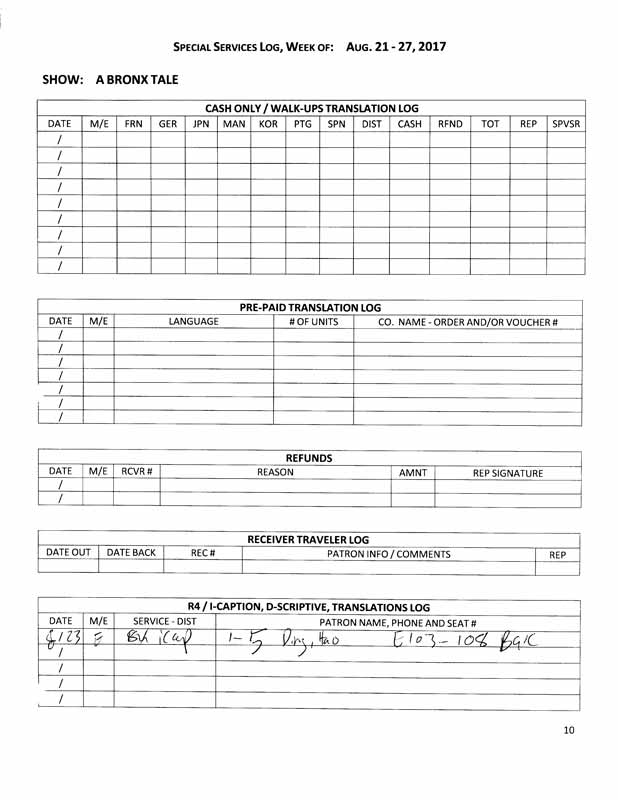 SPECIAL SERVICES LOG, WEEK OF: AUG. 21 - 27, 2017
SHOW: A BRONX TALE
CASH ONLY / WALK-UPS TRANSLATION LOG
DATE M/E FRN GER JPN MAN KOR PTG SPN DIST CASH RFND TOT REP SPVSR
/
/
/
/
/
/
/
/
/
PRE-PAID TRANSLATION LOG
DATE M/E LANGUAGE # OF UNITS CO. NAME - ORDER AND/OR VOUCHER #
/
/
/
/
/
/
/
REFUNDS
DATE M/E RCVR # REASON AMNT REP SIGNATURE
/
/
RECEIVER TRAVELER LOG
DATE OUT DATE BACK REC # PATRON INFO / COMMENTS REP
R4 / I-CAPTION, D-SCRIPTIVE, TRANSLATIONS LOG
DATE M/E SERVICE - DIST PATRON NAME, PHONE AND SEAT #
8/23 E iCap 1-5 Ding, Hao E103-108
/
/
/
10